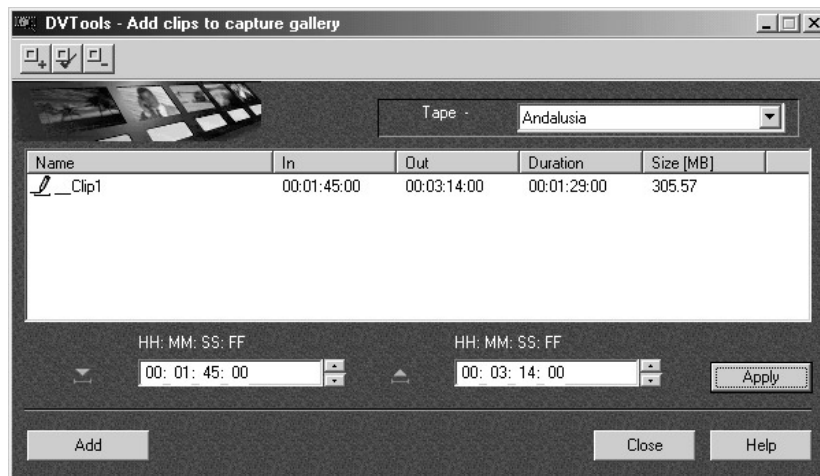 DVTools - Add clips to capture gallery
Tape - Andalusia
Name In Out Duration Size [MB]
__Clip1 00:01:45:00 00:03:14:00 00:01:29:00 305.57
HH: MM: SS: FF HH: MM: SS: FF
00: 01: 45: 00 00: 03: 14: 00 Apply
Add Close Help